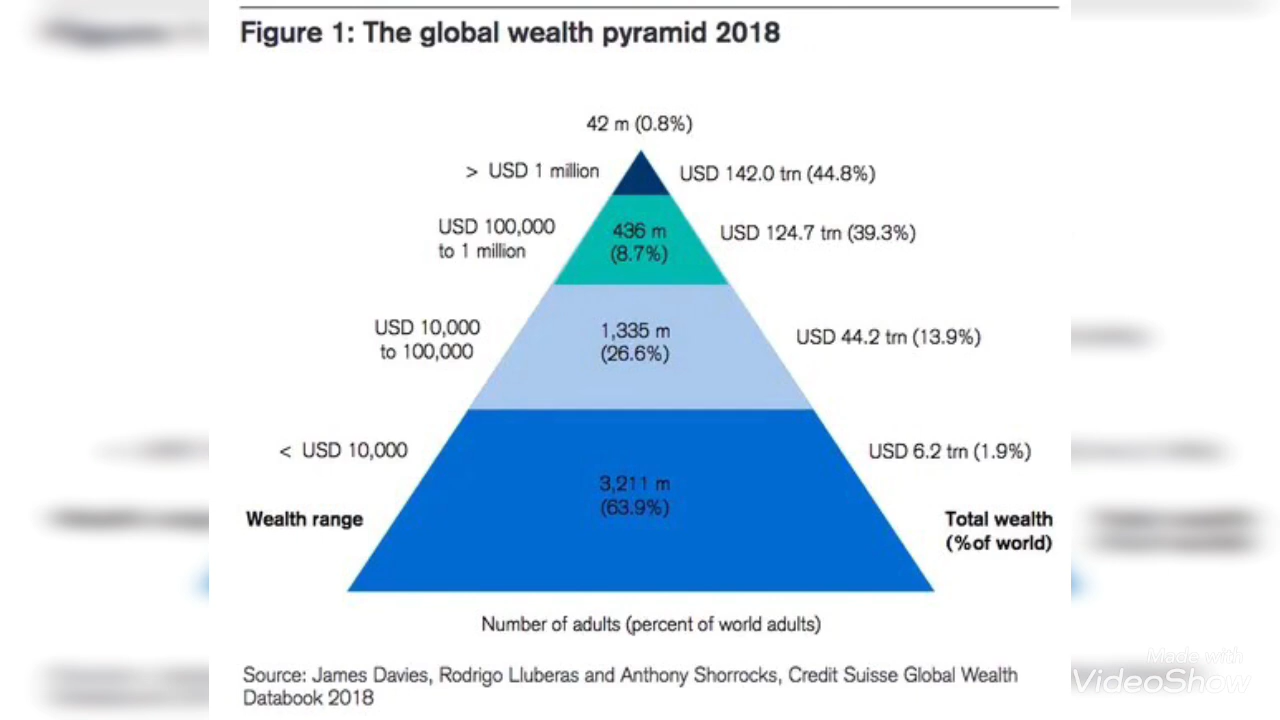 Figure 1: The global wealth pyramid 2018
42 m (0.8%)
> USD 1 million
USD 142.0 trn (44.8%)
USD 100,000
to 1 million
436 m
(8.7%)
USD 124.7 trn (39.3%)
USD 10,000
to 100,000
1,335 m
(26.6%)
USD 44.2 trn (13.9%)
< USD 10,000
3,211 m
(63.9%)
USD 6.2 trn (1.9%)
Wealth range
Total wealth
(%of world)
Number of adults (percent of world adults)
Source: James Davies, Rodrigo Lluberas and Anthony Shorrocks, Credit Suisse Global Wealth
Databook 2018
Made with
VideoShow